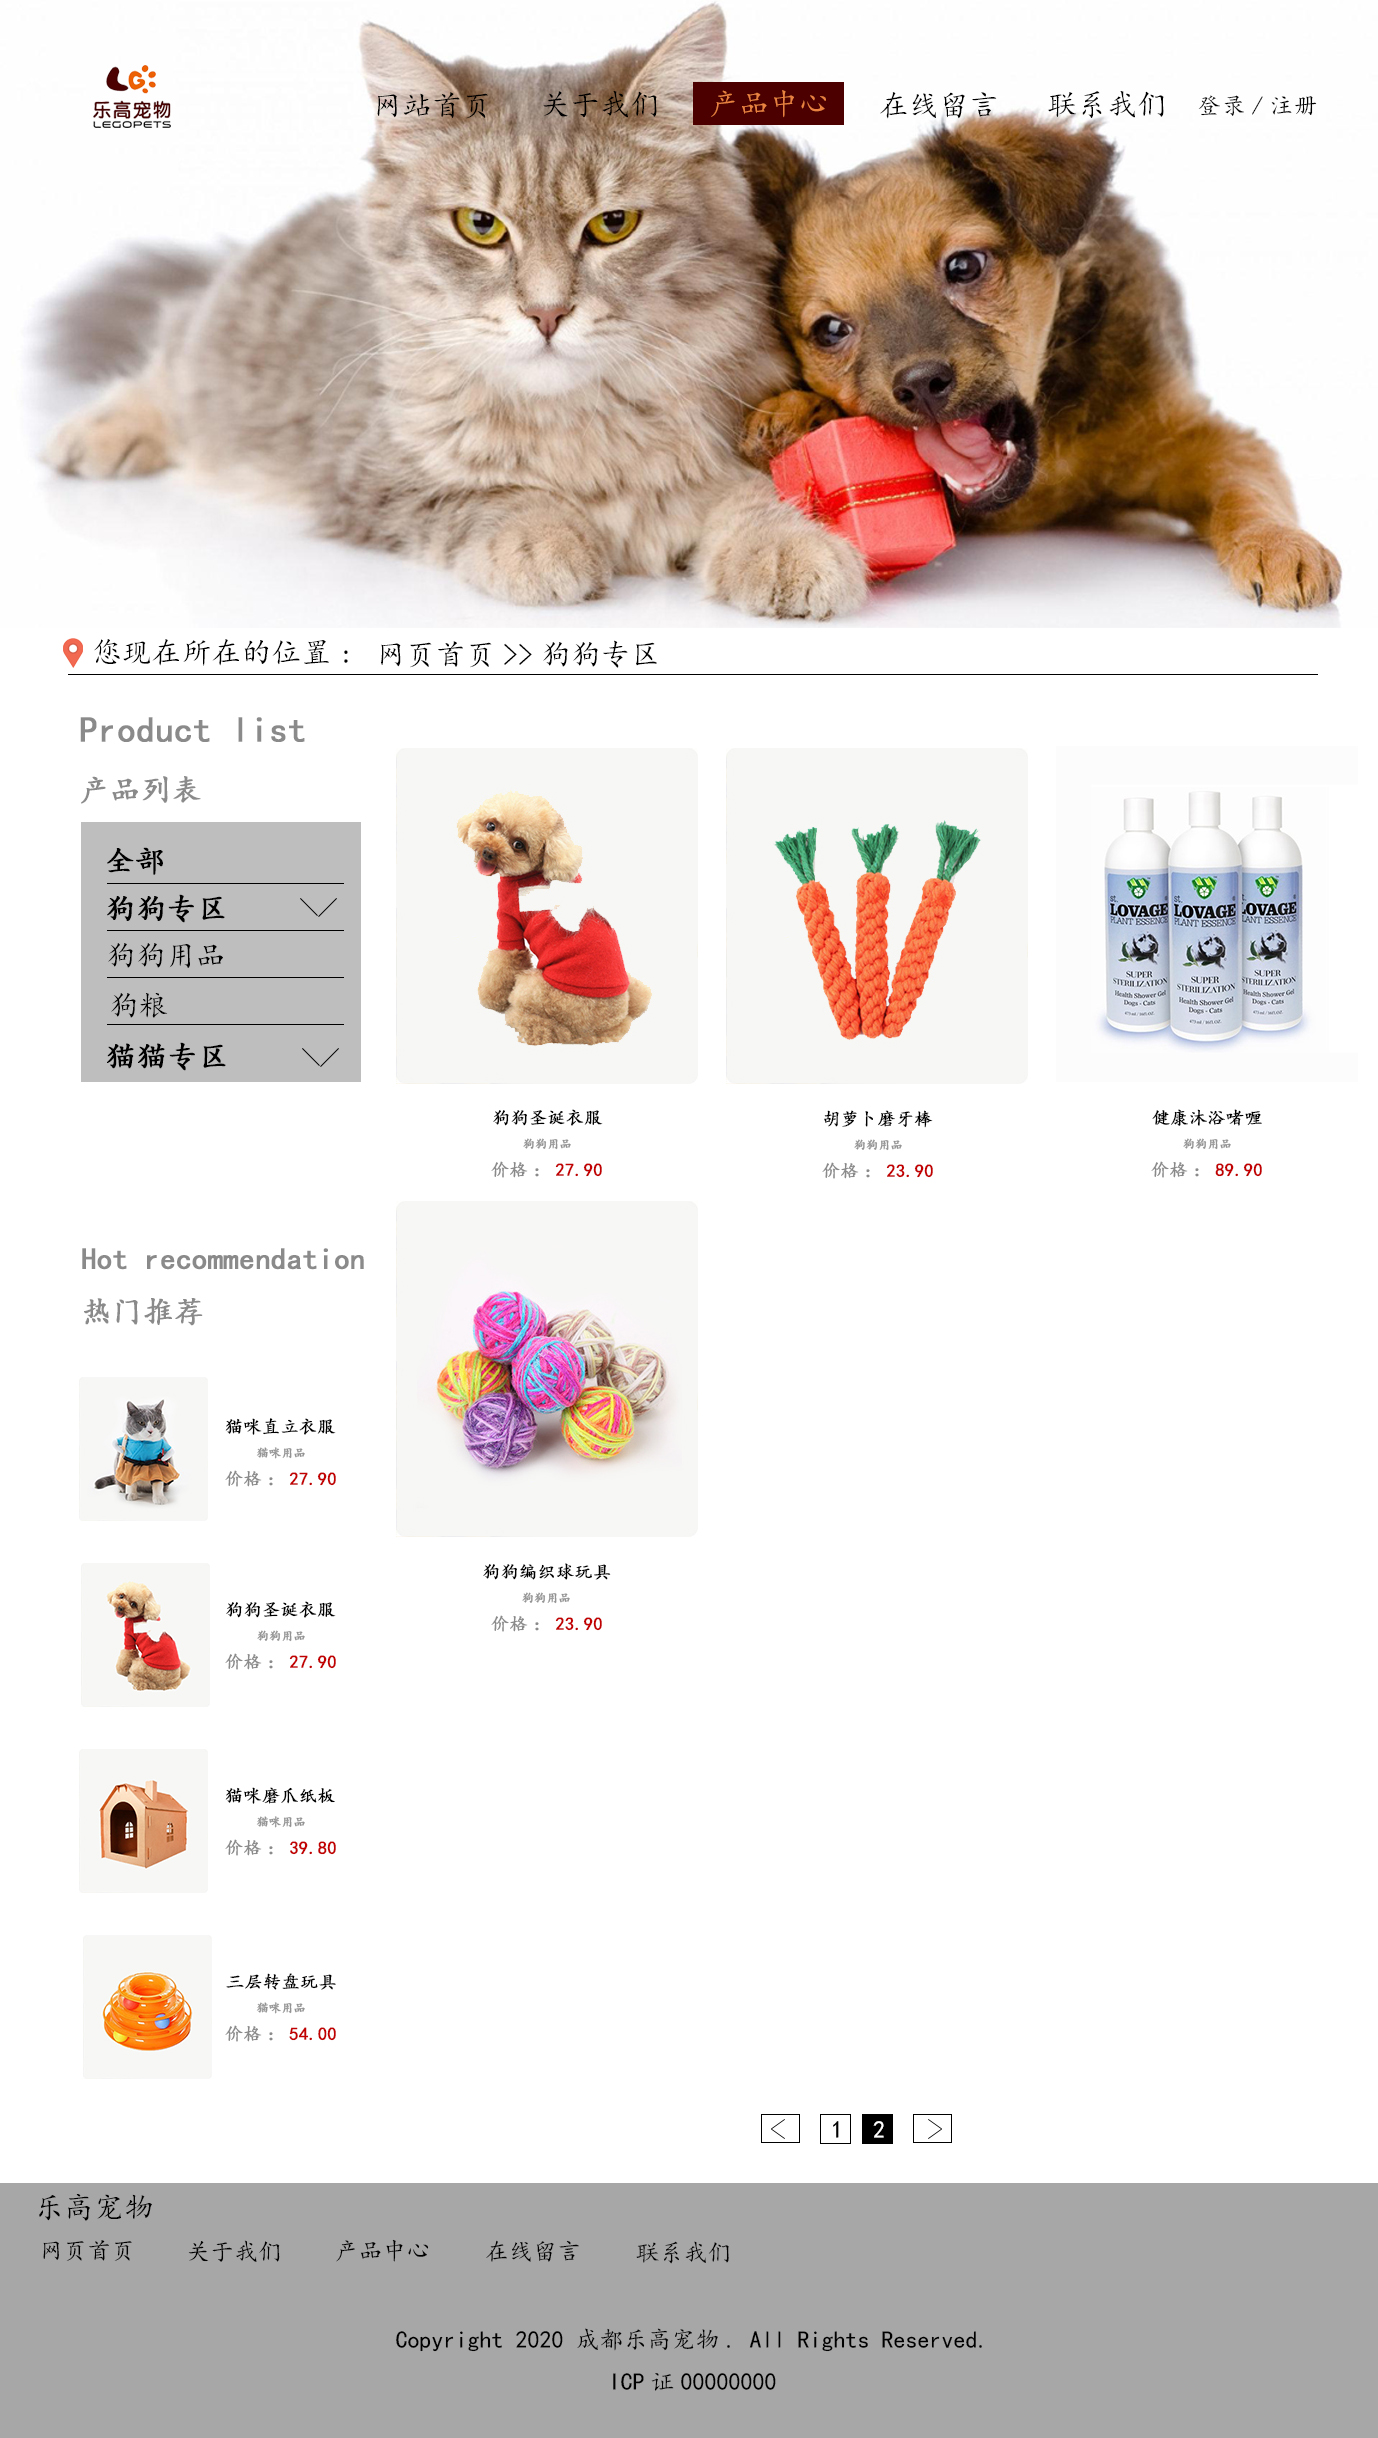 乐高宠物
LEGOPETS
网站首页 关于我们 产品中心 在线留言 联系我们 登录/注册
您现在所在的位置： 网页首页 >> 狗狗专区
Product list
产品列表
全部
狗狗专区
狗狗用品
狗粮
猫猫专区
狗狗圣诞衣服
狗狗用品
价格：27.90
胡萝卜磨牙棒
狗狗用品
价格：23.90
st.
LOVAGE
PLANT ESSENCE
SUPER
STERILIZATION
Health Shower Gel
Dogs - Cats
健康沐浴啫喱
狗狗用品
价格：89.90
Hot recommendation
热门推荐
猫咪直立衣服
猫咪用品
价格：27.90
狗狗圣诞衣服
狗狗用品
价格：27.90
猫咪磨爪纸板
猫咪用品
价格：39.80
三层转盘玩具
猫咪用品
价格：54.00
狗狗编织球玩具
狗狗用品
价格：23.90
< 1 2 >
乐高宠物
网页首页 关于我们 产品中心 在线留言 联系我们
Copyright 2020 成都乐高宠物. All Rights Reserved.
ICP证00000000